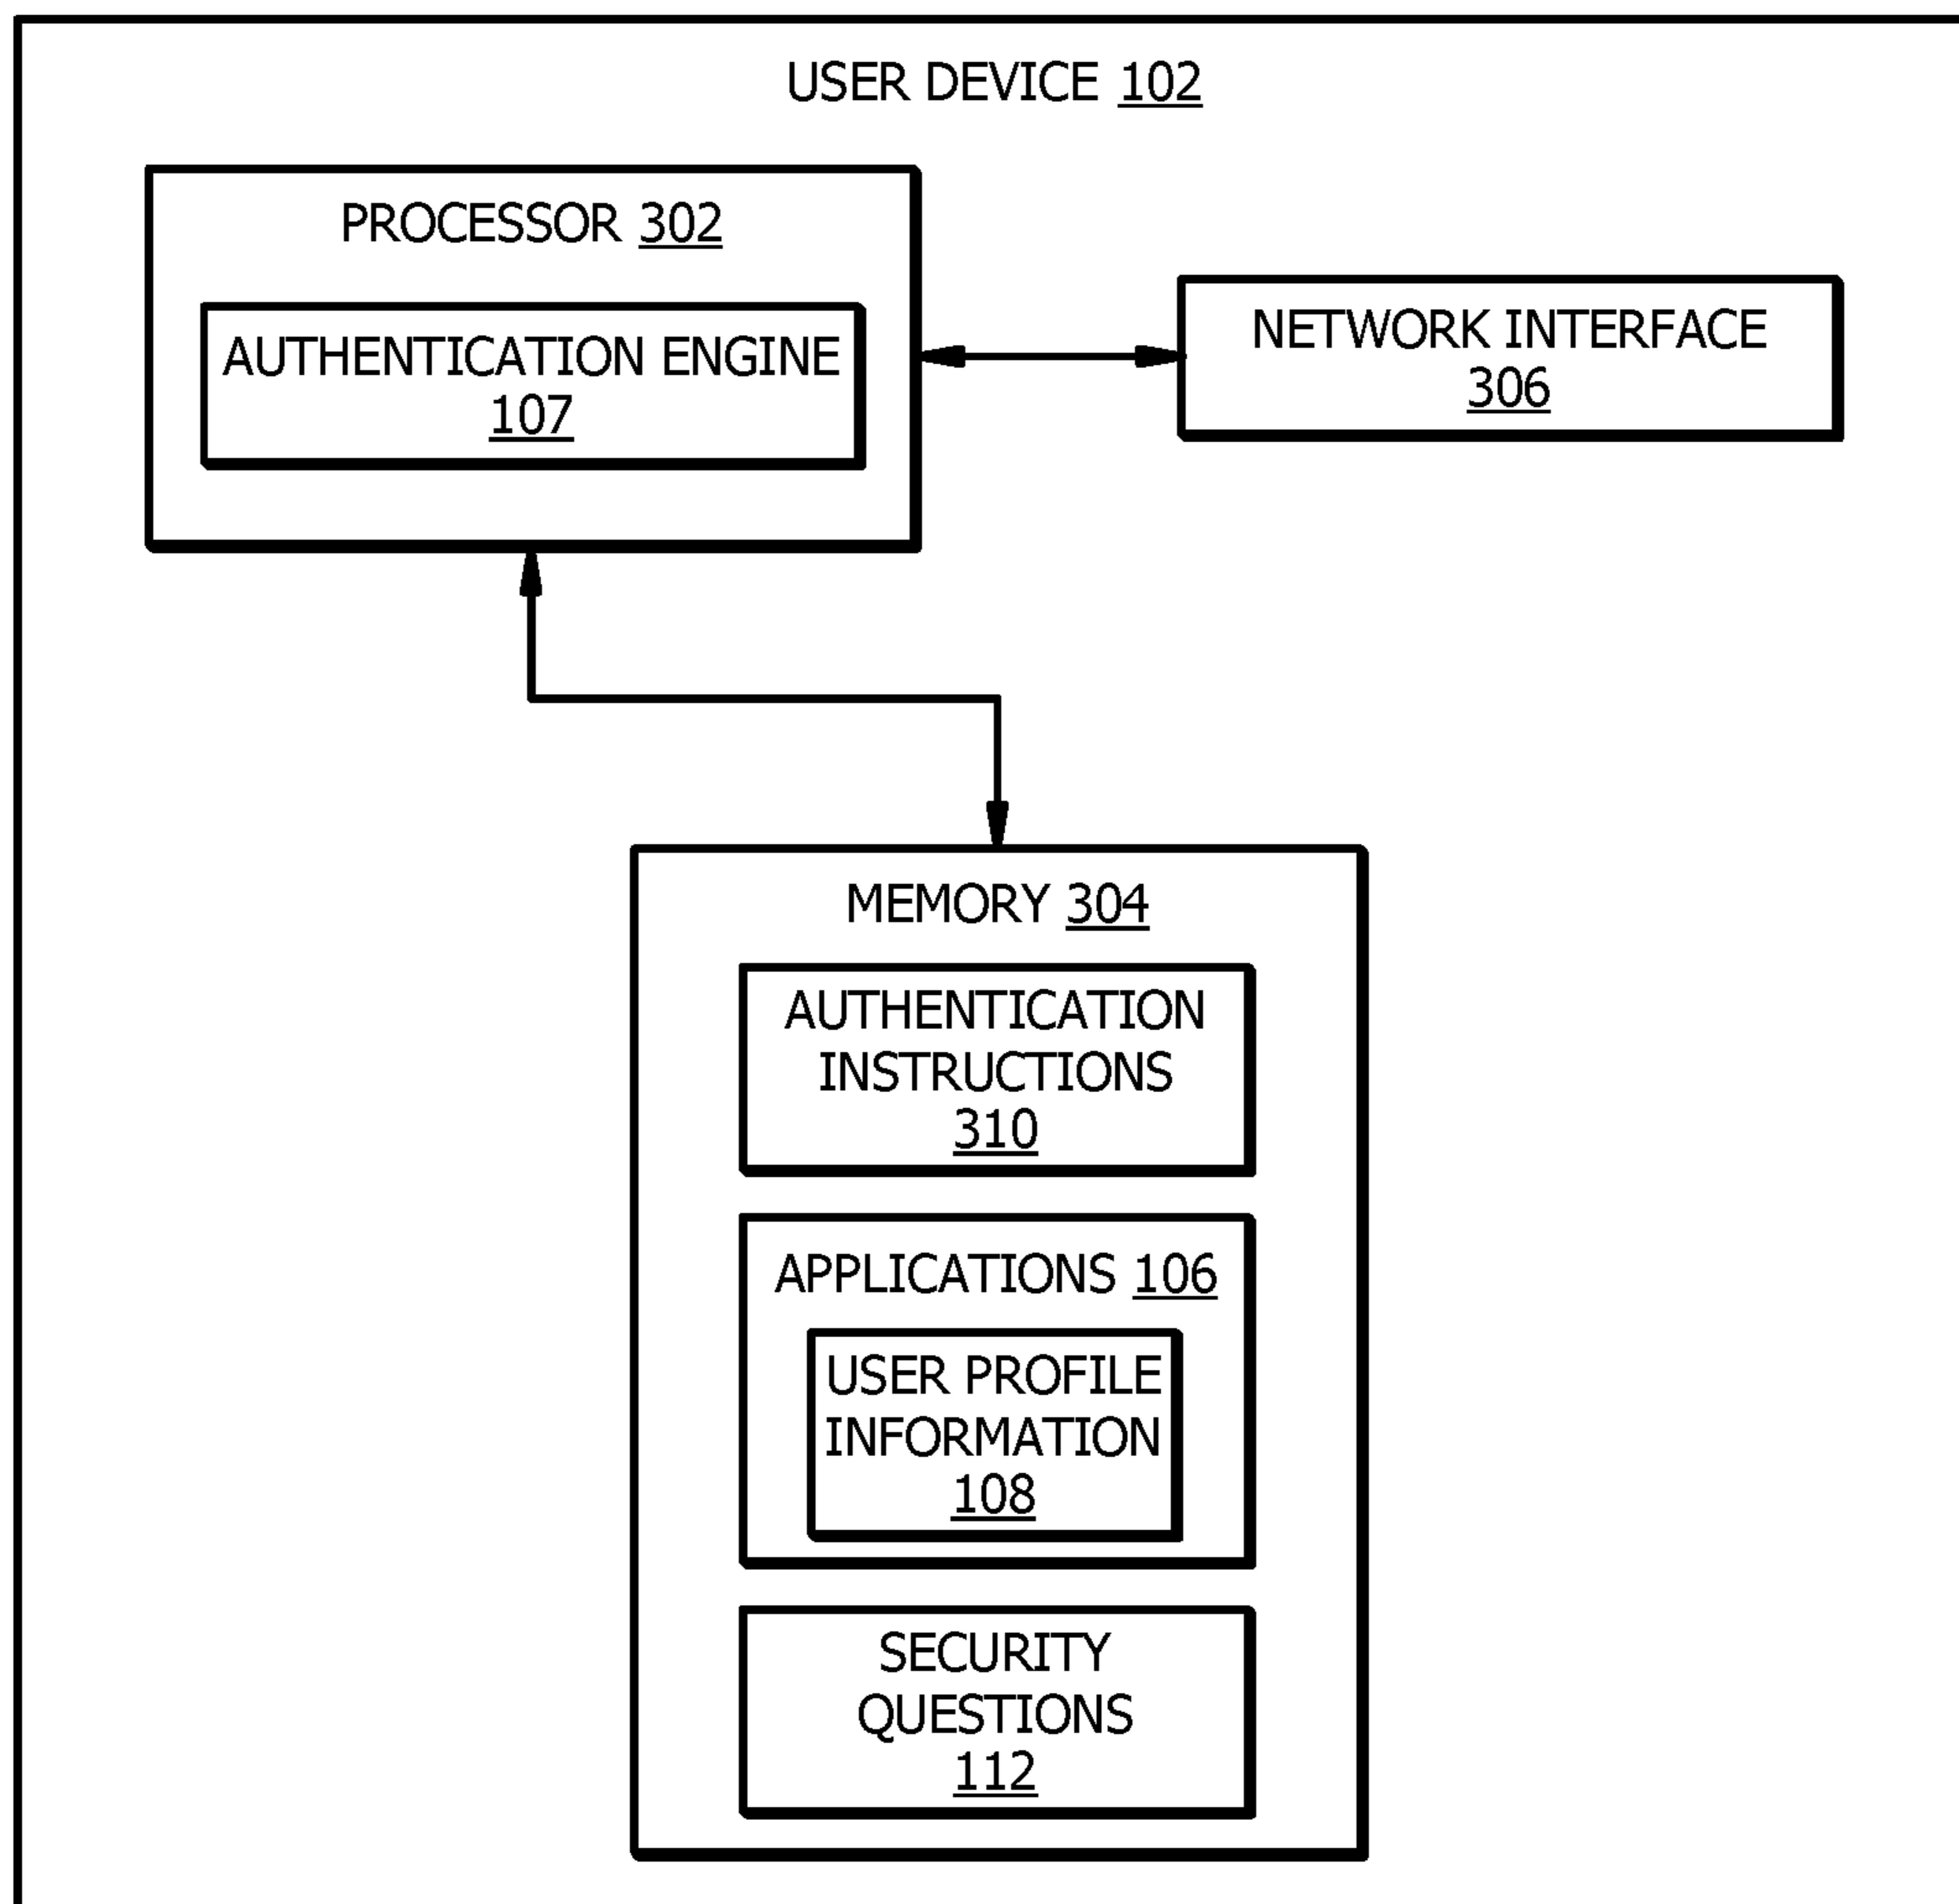 USER DEVICE 102
PROCESSOR 302
AUTHENTICATION ENGINE
107
NETWORK INTERFACE
306
MEMORY 304
AUTHENTICATION
INSTRUCTIONS
310
APPLICATIONS 106
USER PROFILE
INFORMATION
108
SECURITY
QUESTIONS
112